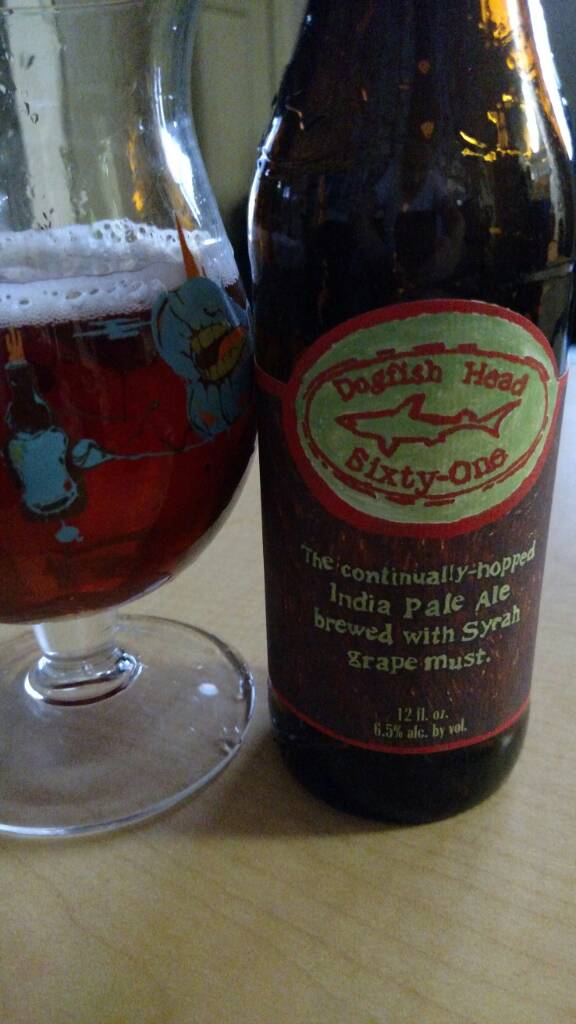 Dogfish Head
Sixty-One
The continually-hopped
India Pale Ale
brewed with Syrah
grape must.
12 fl. oz.
6.5% alc. by vol.